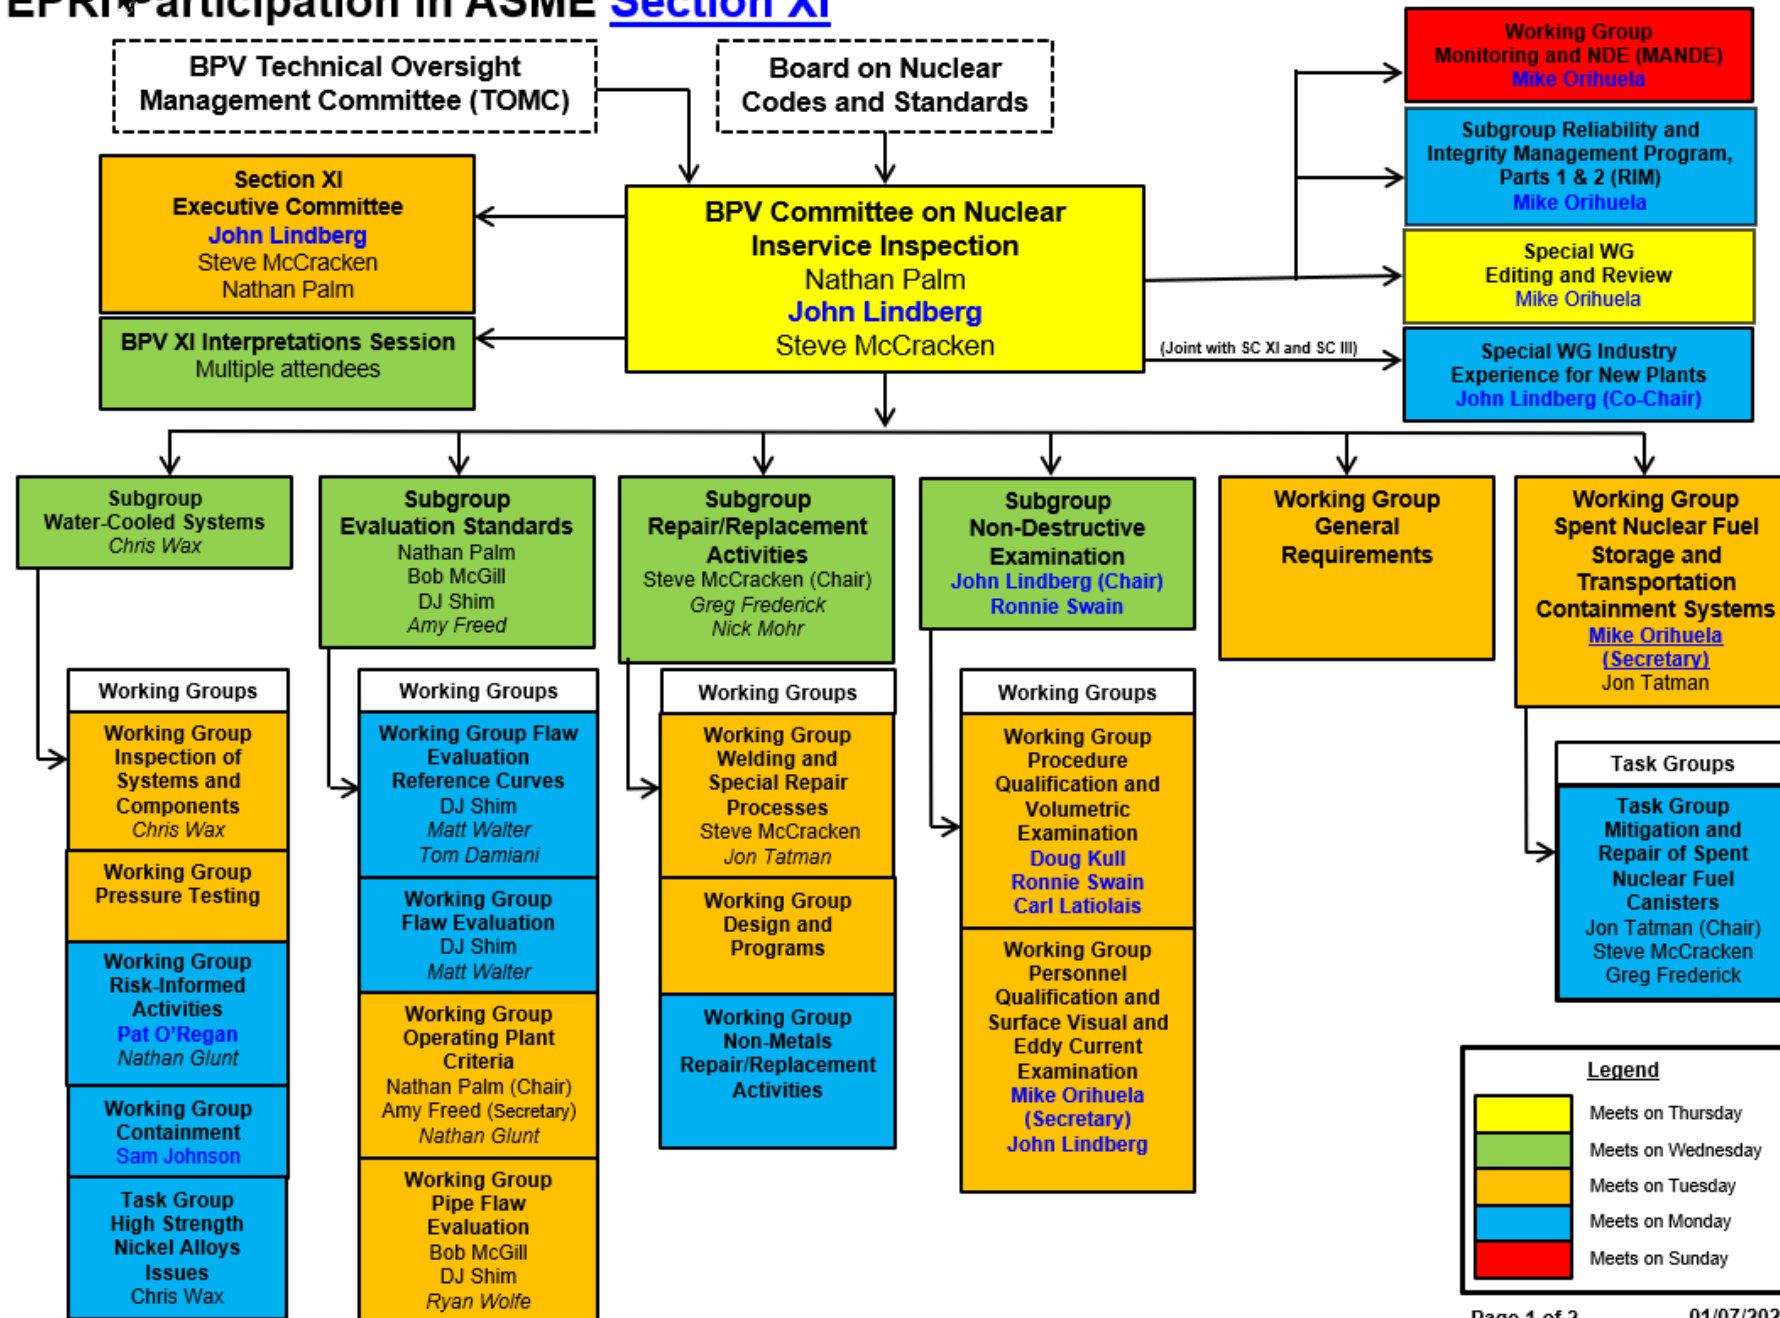 EPRI Participation in ASME Section XI
BPV Technical Oversight
Management Committee (TOMC)
Board on Nuclear
Codes and Standards
Working Group
Monitoring and NDE (MANDE)
Mike Orihuela
Subgroup Reliability and
Integrity Management Program,
Parts 1 & 2 (RIM)
Mike Orihuela
Special WG
Editing and Review
Mike Orihuela
(Joint with SC XI and SC III)
Special WG Industry
Experience for New Plants
John Lindberg (Co-Chair)
Section XI
Executive Committee
John Lindberg
Steve McCracken
Nathan Palm
BPV XI Interpretations Session
Multiple attendees
BPV Committee on Nuclear
Inservice Inspection
Nathan Palm
John Lindberg
Steve McCracken
Subgroup
Water-Cooled Systems
Chris Wax
Subgroup
Evaluation Standards
Nathan Palm
Bob McGill
DJ Shim
Amy Freed
Subgroup
Repair/Replacement
Activities
Steve McCracken (Chair)
Greg Frederick
Nick Mohr
Subgroup
Non-Destructive
Examination
John Lindberg (Chair)
Ronnie Swain
Working Group
General
Requirements
Working Group
Spent Nuclear Fuel
Storage and
Transportation
Containment Systems
Mike Orihuela
(Secretary)
Jon Tatman
Working Groups
Working Group
Inspection of
Systems and
Components
Chris Wax
Working Group
Pressure Testing
Working Group
Risk-Informed
Activities
Pat O'Regan
Nathan Glunt
Working Group
Containment
Sam Johnson
Task Group
High Strength
Nickel Alloys
Issues
Chris Wax
Working Groups
Working Group Flaw
Evaluation
Reference Curves
DJ Shim
Matt Walter
Tom Damiani
Working Group
Flaw Evaluation
DJ Shim
Matt Walter
Working Group
Operating Plant
Criteria
Nathan Palm (Chair)
Amy Freed (Secretary)
Nathan Glunt
Working Group
Pipe Flaw
Evaluation
Bob McGill
DJ Shim
Ryan Wolfe
Working Groups
Working Group
Welding and
Special Repair
Processes
Steve McCracken
Jon Tatman
Working Group
Design and
Programs
Working Group
Non-Metals
Repair/Replacement
Activities
Working Groups
Working Group
Procedure
Qualification and
Volumetric
Examination
Doug Kull
Ronnie Swain
Carl Latiolais
Working Group
Personnel
Qualification and
Surface Visual and
Eddy Current
Examination
Mike Orihuela
(Secretary)
John Lindberg
Task Groups
Task Group
Mitigation and
Repair of Spent
Nuclear Fuel
Canisters
Jon Tatman (Chair)
Steve McCracken
Greg Frederick
Legend
Meets on Thursday
Meets on Wednesday
Meets on Tuesday
Meets on Monday
Meets on Sunday
Page 1 of 2
01/07/202